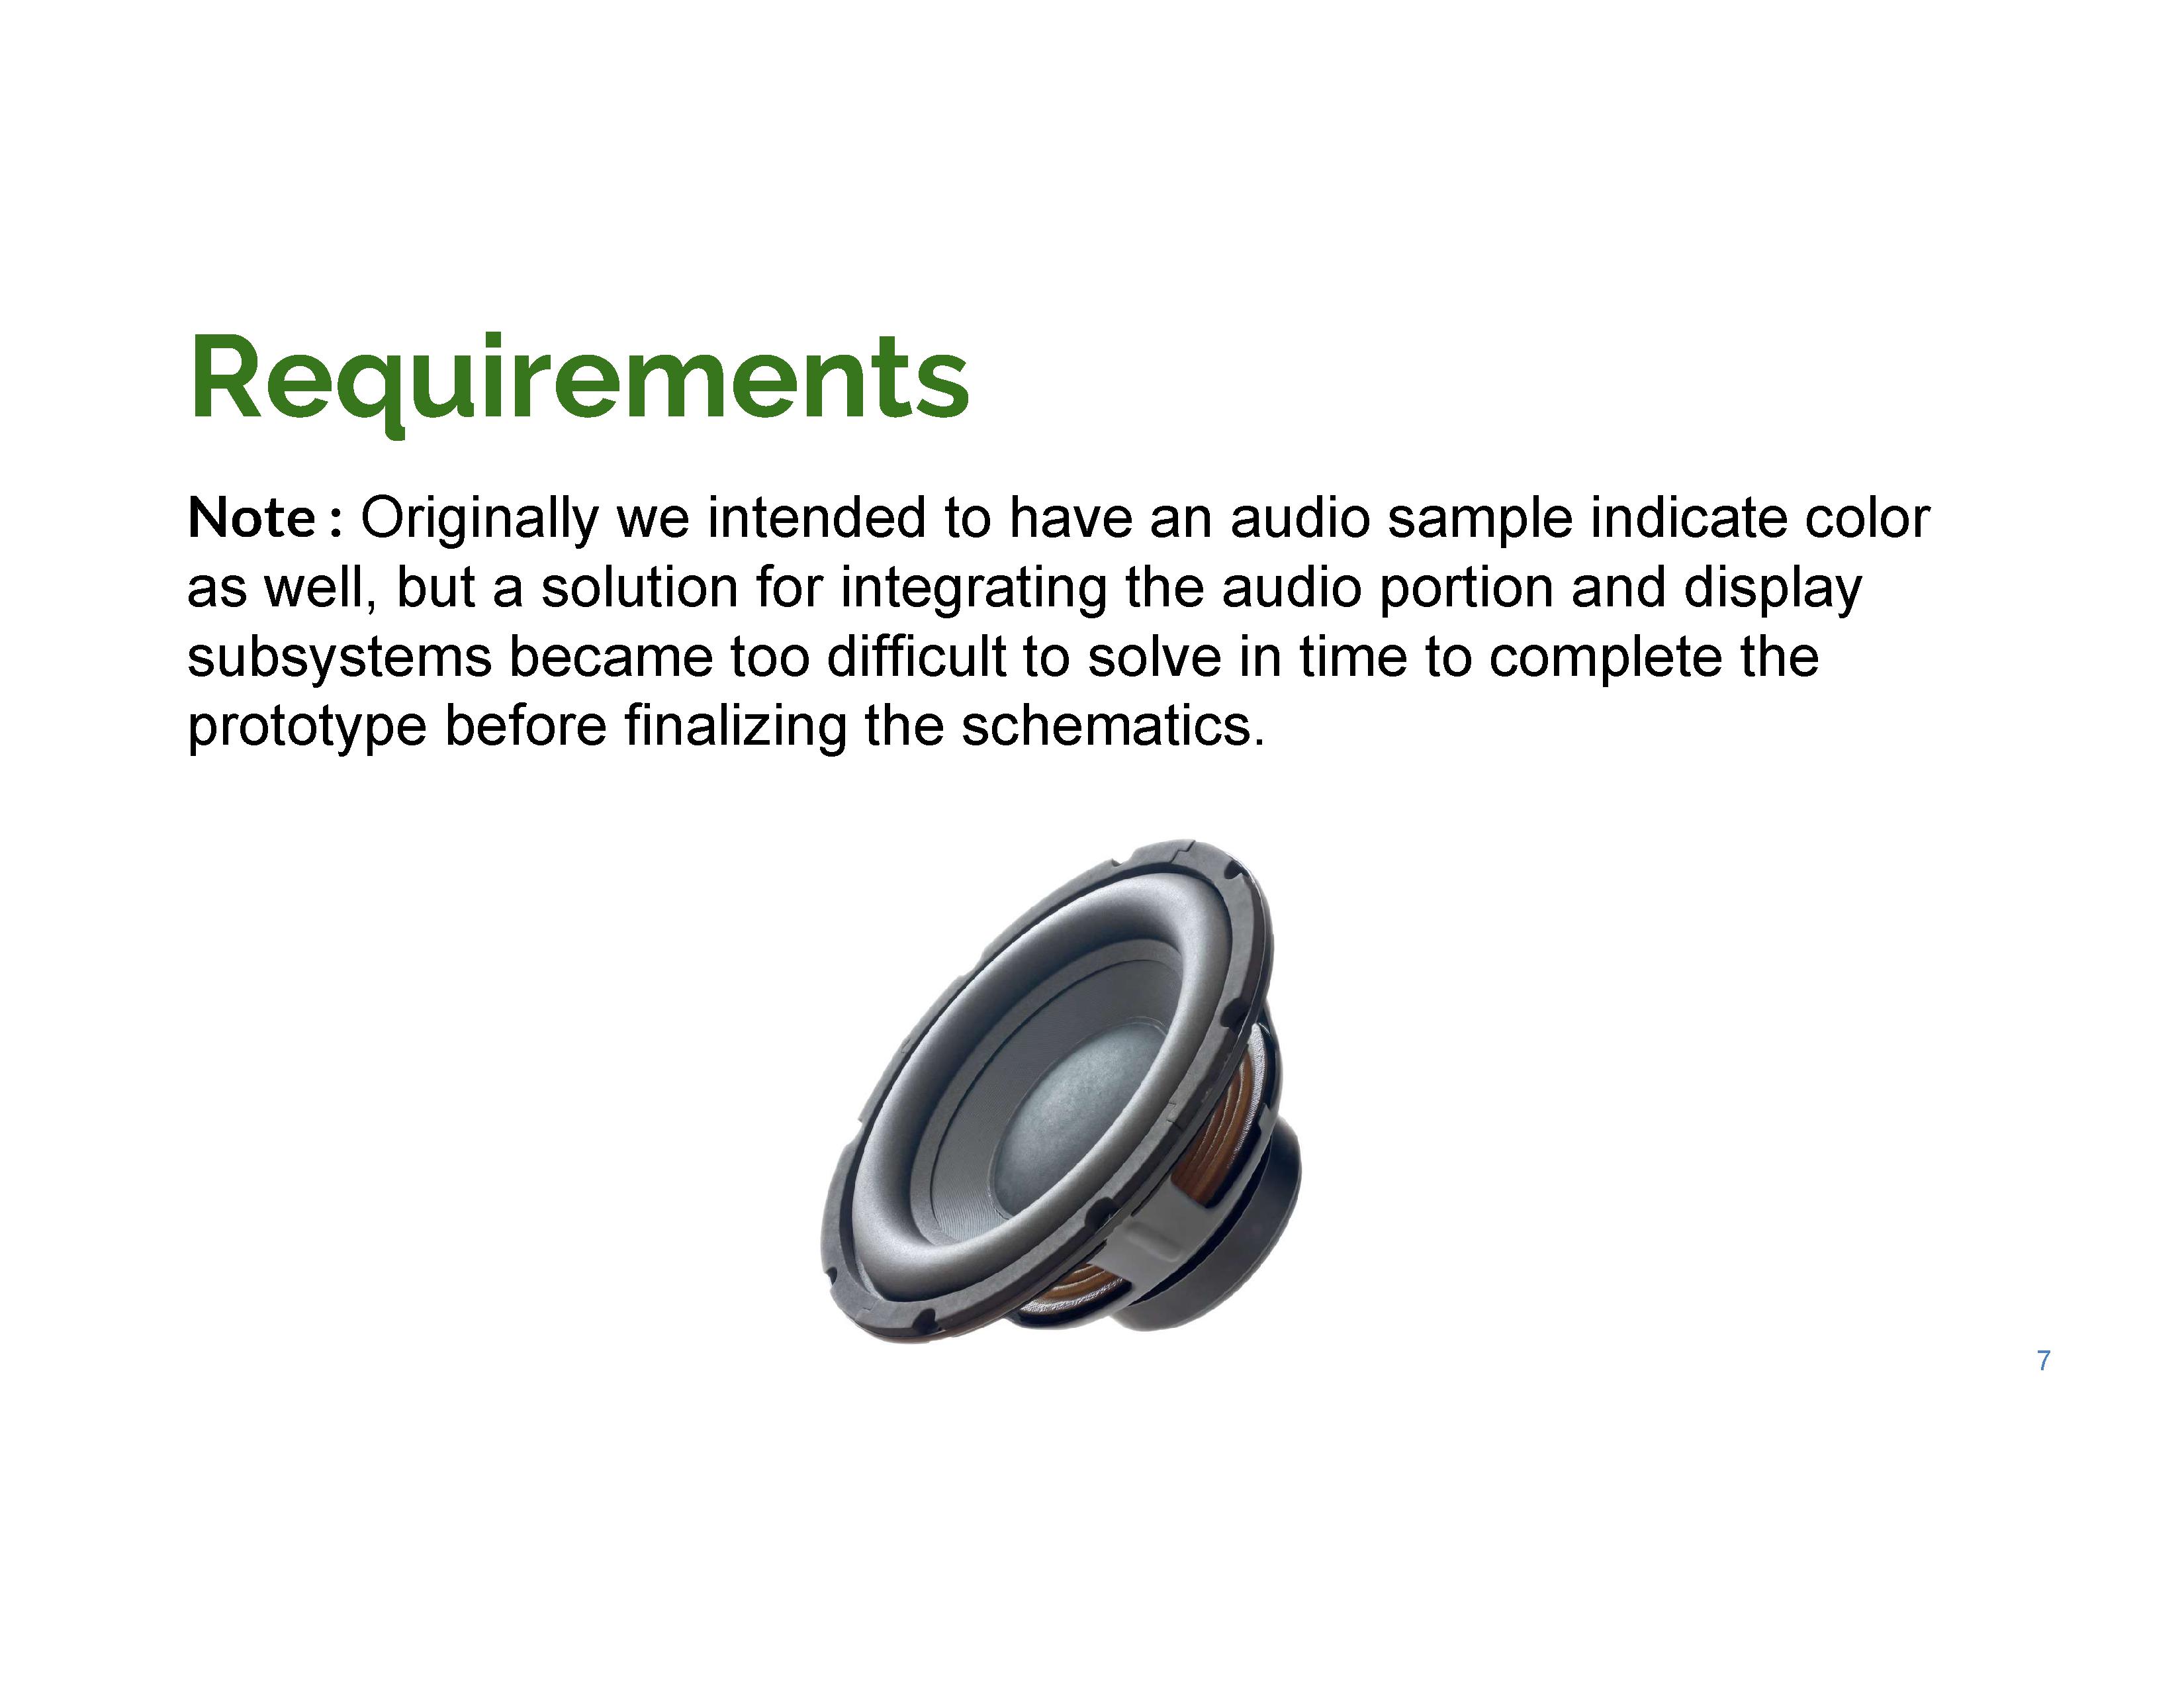 Requirements
Note : Originally we intended to have an audio sample indicate color
as well, but a solution for integrating the audio portion and display
subsystems became too difficult to solve in time to complete the
prototype before finalizing the schematics.
7